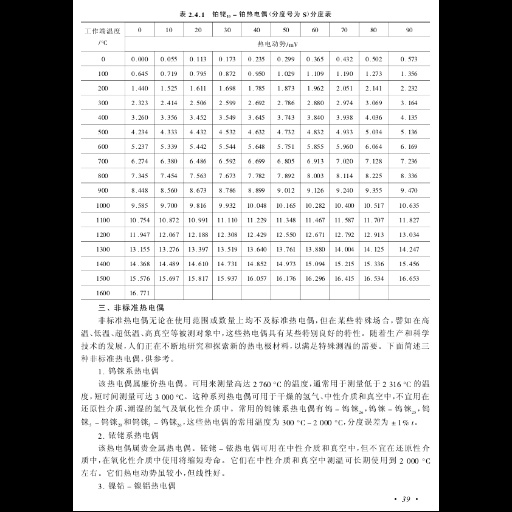 表 2.4.1 铂铑₁₀－铂热电偶(分度号为 S)分度表
工作端温度 0 10 20 30 40 50 60 70 80 90
/℃ 热电动势/mV
0 0.000 0.055 0.113 0.173 0.235 0.299 0.365 0.432 0.502 0.573
100 0.645 0.719 0.795 0.872 0.950 1.029 1.109 1.190 1.273 1.356
200 1.440 1.525 1.611 1.698 1.785 1.873 1.962 2.051 2.141 2.232
300 2.323 2.414 2.506 2.599 2.692 2.786 2.880 2.974 3.069 3.164
400 3.260 3.356 3.452 3.549 3.645 3.743 3.840 3.938 4.036 4.135
500 4.234 4.333 4.432 4.532 4.632 4.732 4.832 4.933 5.034 5.136
600 5.237 5.339 5.442 5.544 5.648 5.751 5.855 5.960 6.064 6.169
700 6.274 6.380 6.486 6.592 6.699 6.805 6.913 7.020 7.128 7.236
800 7.345 7.454 7.563 7.672 7.782 7.892 8.003 8.114 8.225 8.336
900 8.448 8.560 8.673 8.786 8.899 9.012 9.126 9.240 9.355 9.470
1000 9.585 9.700 9.816 9.932 10.048 10.165 10.282 10.400 10.517 10.635
1100 10.754 10.872 10.991 11.110 11.229 11.348 11.467 11.587 11.707 11.827
1200 11.947 12.067 12.188 12.308 12.429 12.550 12.671 12.792 12.913 13.034
1300 13.155 13.276 13.397 13.519 13.640 13.761 13.880 14.004 14.125 14.247
1400 14.368 14.489 14.610 14.731 14.852 14.973 15.094 15.215 15.336 15.456
1500 15.576 15.697 15.817 15.937 16.057 16.176 16.296 16.415 16.534 16.653
1600 16.771
三、非标准热电偶
非标准热电偶无论在使用范围或数量上均不及标准热电偶,但在某些特殊场合,譬如在高
温、低温、超低温、高真空等被测对象中,这些热电偶具有某些特别良好的特性。随着生产和科学
技术的发展,人们正在不断地研究和探索新的热电极材料,以满足特殊测温的需要。下面简述三
种非标准热电偶,供参考。
1. 钨铼系热电偶
该热电偶属廉价热电偶。可用来测量高达 2 760 ℃的温度,通常用于测量低于 2 316 ℃的温
度,短时间测量可达 3 000 ℃。这种系列热电偶可用于干燥的氢气、中性介质和真空中,不宜用在
还原性介质、潮湿的氢气及氧化性介质中。常用的钨铼系热电偶有钨－钨铼₂₆,钨铼－钨铼₂₅,钨
铼₅－钨铼₂₀和钨铼₅－钨铼₂₆,这些热电偶的常用温度为 300 ℃～2 000 ℃,分度误差为 ±1%t。
2. 铱铑系热电偶
该热电偶属贵金属热电偶。铱铑－铱热电偶可用在中性介质和真空中,但不宜在还原性介
质中,在氧化性介质中使用将缩短寿命。它们在中性介质和真空中测温可长期使用到 2 000 ℃
左右。它们热电动势虽较小,但线性好。
3. 镍钴－镍铝热电偶
· 39 ·